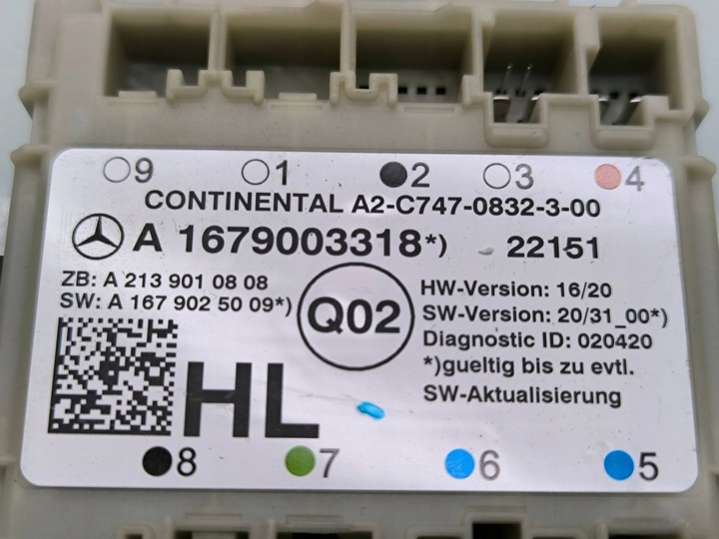 9 1 2 3 4
CONTINENTAL A2-C747-0832-3-00
A 1679003318*) 22151
ZB: A 213 901 08 08
SW: A 167 902 50 09*)
Q02
HW-Version: 16/20
SW-Version: 20/31_00*)
Diagnostic ID: 020420
*)gueltig bis zu evtl.
SW-Aktualisierung
HL
8 7 6 5